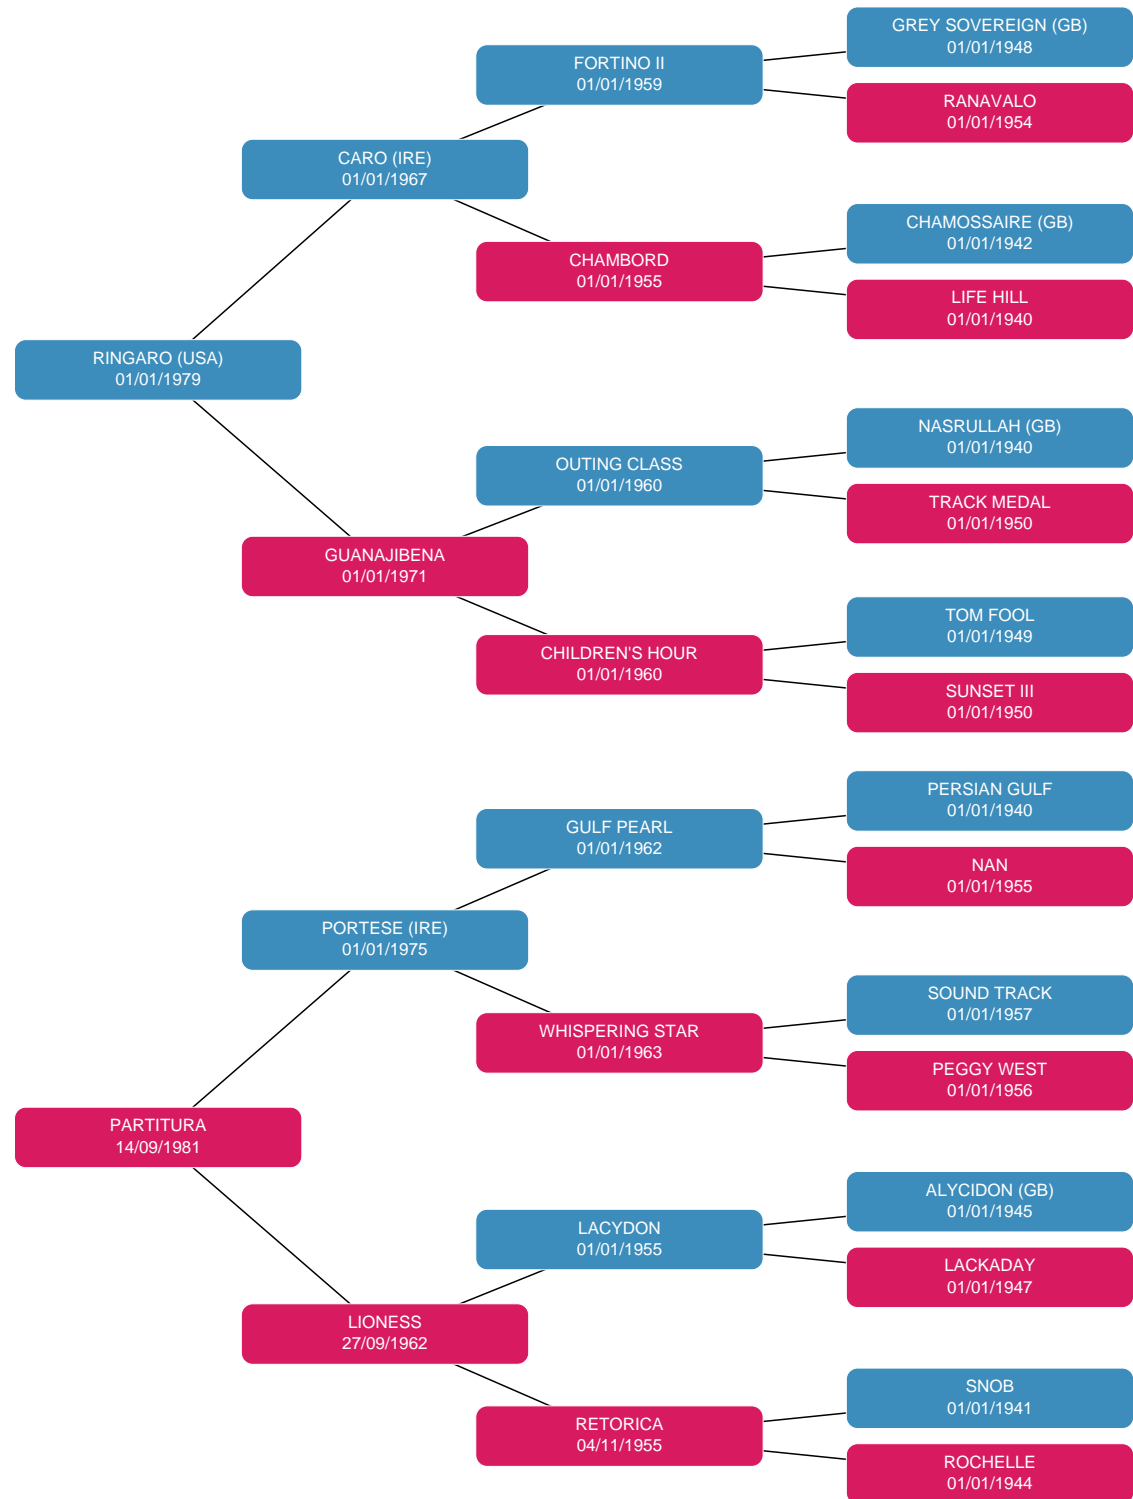 GREY SOVEREIGN (GB)
01/01/1948
FORTINO II
01/01/1959
RANAVALO
01/01/1954
CARO (IRE)
01/01/1967
CHAMOSSAIRE (GB)
01/01/1942
CHAMBORD
01/01/1955
LIFE HILL
01/01/1940
RINGARO (USA)
01/01/1979
NASRULLAH (GB)
01/01/1940
OUTING CLASS
01/01/1960
TRACK MEDAL
01/01/1950
GUANAJIBENA
01/01/1971
TOM FOOL
01/01/1949
CHILDREN'S HOUR
01/01/1960
SUNSET III
01/01/1950
PERSIAN GULF
01/01/1940
GULF PEARL
01/01/1962
NAN
01/01/1955
PORTESE (IRE)
01/01/1975
SOUND TRACK
01/01/1957
WHISPERING STAR
01/01/1963
PEGGY WEST
01/01/1956
PARTITURA
14/09/1981
ALYCIDON (GB)
01/01/1945
LACYDON
01/01/1955
LACKADAY
01/01/1947
LIONESS
27/09/1962
SNOB
01/01/1941
RETORICA
04/11/1955
ROCHELLE
01/01/1944